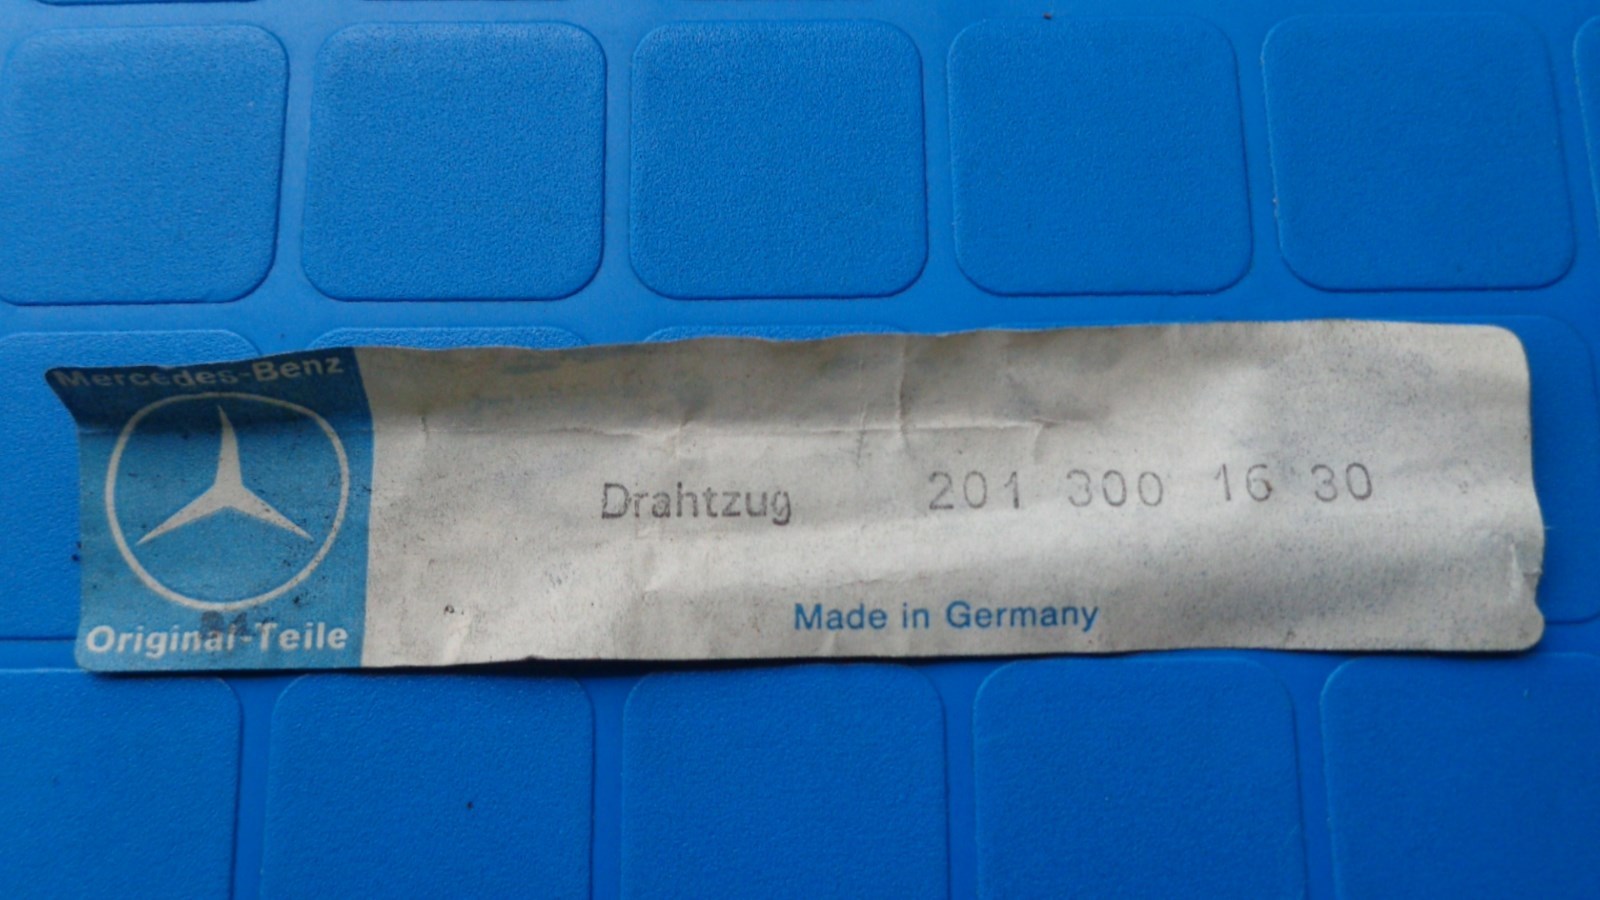 Mercedes-Benz
Drahtzug 201 300 16 30
Made in Germany
Original-Teile